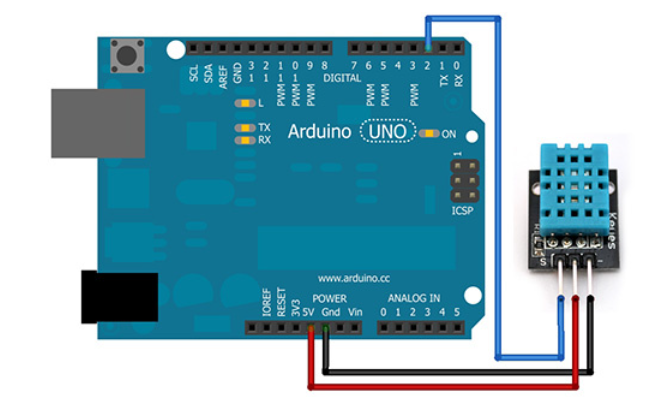 SCL
SDA
AREF
GND
13
12
PWM 11
PWM 10
PWM 9
8
DIGITAL
7
PWM 6
PWM 5
4
PWM 3
2
TX 1
RX 0
L
TX
RX
Arduino UNO
ON
1
ICSP
Keyes
S
-
www.arduino.cc
POWER
ANALOG IN
IOREF
RESET
3V3
5V
Gnd
Vin
0 1 2 3 4 5